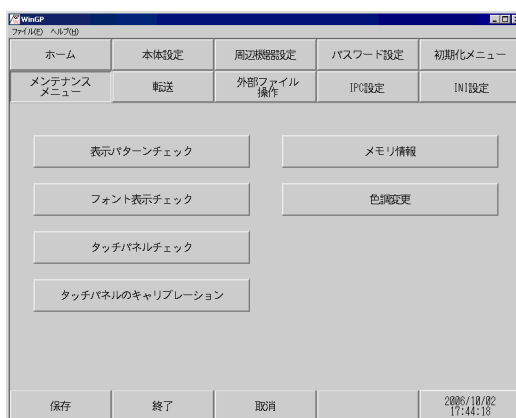 WinGP
ファイル(F) ヘルプ(H)
ホーム 本体設定 周辺機器設定 パスワード設定 初期化メニュー
メンテナンス
メニュー
転送
外部ファイル
操作
IPC設定 INI設定
表示パターンチェック メモリ情報
フォント表示チェック 色調変更
タッチパネルチェック
タッチパネルのキャリブレーション
保存 終了 取消
2006/10/02
17:44:18